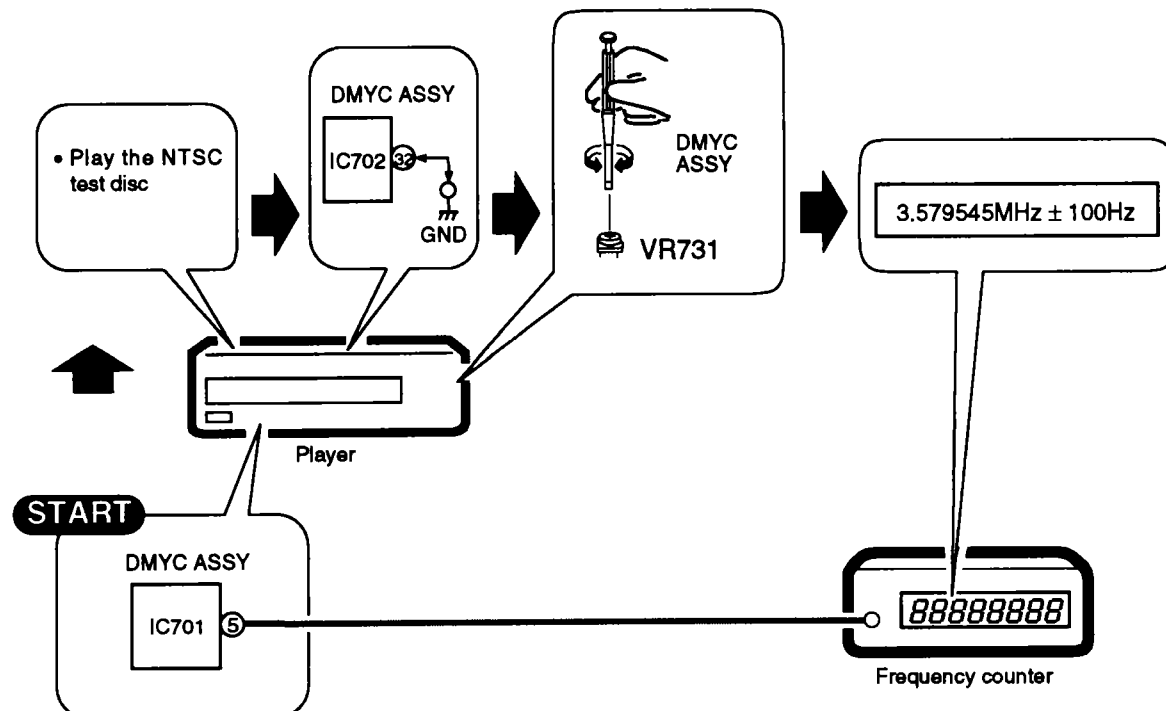 • Play the NTSC
test disc
DMYC ASSY
IC702
32
GND
DMYC
ASSY
VR731
3.579545MHz ± 100Hz
Player
START
DMYC ASSY
IC701
5
88888888
Frequency counter